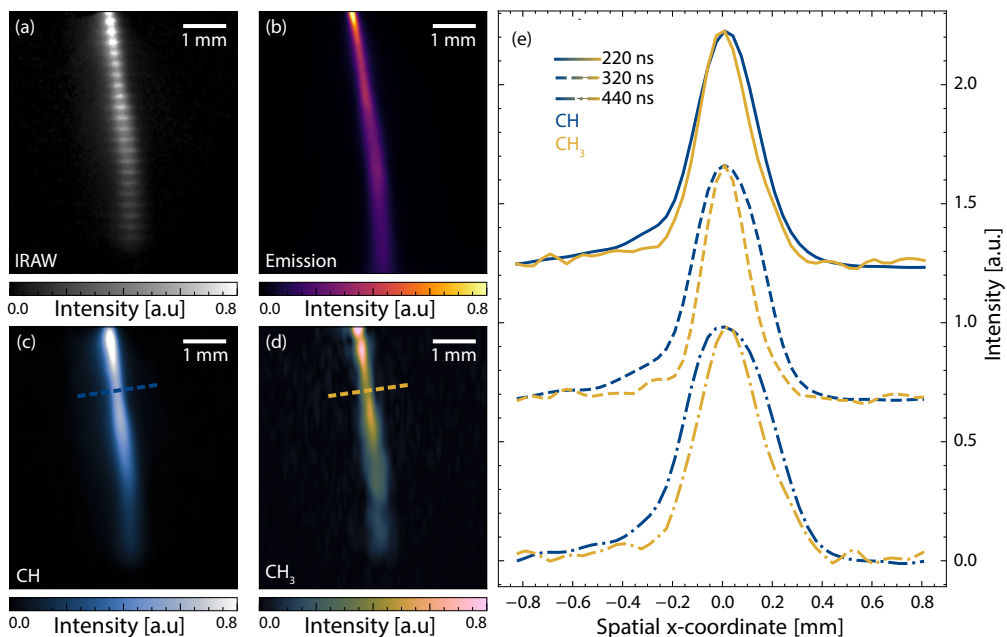 (a)
1 mm
IRAW
0.0 Intensity [a.u] 0.8
(b)
1 mm
Emission
0.0 Intensity [a.u] 0.8
(c)
1 mm
CH
0.0 Intensity [a.u] 0.8
(d)
1 mm
CH₃
0.0 Intensity [a.u] 0.8
(e)
220 ns
320 ns
440 ns
CH
CH₃
2.0
1.5
1.0
0.5
0.0
Intensity [a.u.]
−0.8 −0.6 −0.4 −0.2 0.0 0.2 0.4 0.6 0.8
Spatial x-coordinate [mm]